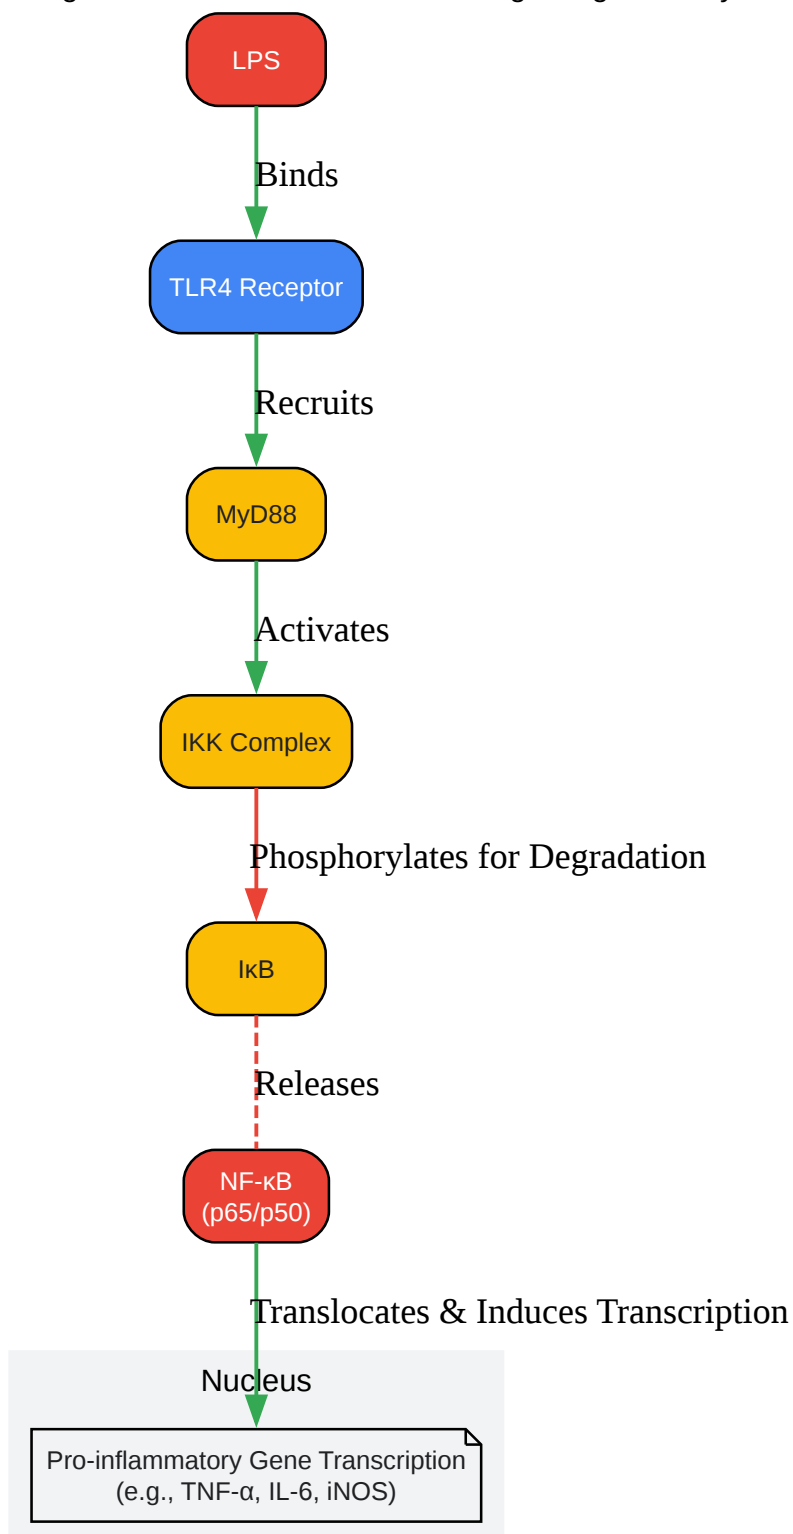 LPS
Binds
TLR4 Receptor
Recruits
MyD88
Activates
IKK Complex
Phosphorylates for Degradation
IκB
Releases
NF-κB
(p65/p50)
Translocates & Induces Transcription
Nucleus
Pro-inflammatory Gene Transcription
(e.g., TNF-α, IL-6, iNOS)